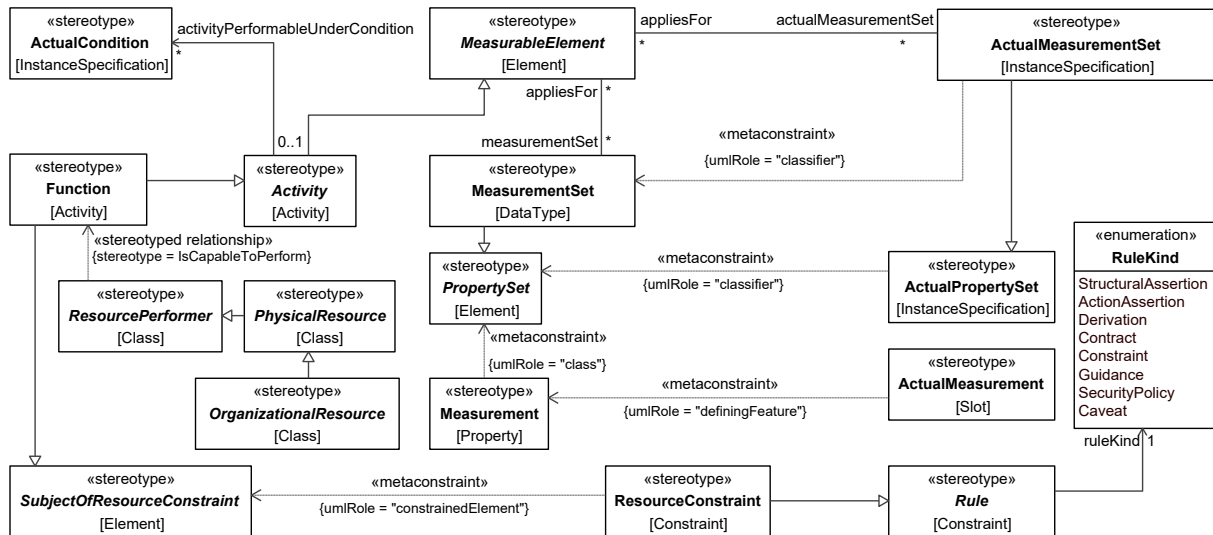 «stereotype»
ActualCondition
[InstanceSpecification]
activityPerformableUnderCondition
*
«stereotype»
MeasurableElement
[Element]
appliesFor
*
actualMeasurementSet
*
«stereotype»
ActualMeasurementSet
[InstanceSpecification]
appliesFor *
measurementSet *
0..1
«metaconstraint»
{umlRole = "classifier"}
«stereotype»
Function
[Activity]
«stereotype»
Activity
[Activity]
«stereotype»
MeasurementSet
[DataType]
«stereotyped relationship»
{stereotype = IsCapableToPerform}
«stereotype»
ResourcePerformer
[Class]
«stereotype»
PhysicalResource
[Class]
«stereotype»
PropertySet
[Element]
«metaconstraint»
{umlRole = "classifier"}
«stereotype»
ActualPropertySet
[InstanceSpecification]
«enumeration»
RuleKind
StructuralAssertion
ActionAssertion
Derivation
Contract
Constraint
Guidance
SecurityPolicy
Caveat
«metaconstraint»
{umlRole = "class"}
«stereotype»
OrganizationalResource
[Class]
«stereotype»
Measurement
[Property]
«metaconstraint»
{umlRole = "definingFeature"}
«stereotype»
ActualMeasurement
[Slot]
ruleKind 1
«stereotype»
SubjectOfResourceConstraint
[Element]
«metaconstraint»
{umlRole = "constrainedElement"}
«stereotype»
ResourceConstraint
[Constraint]
«stereotype»
Rule
[Constraint]